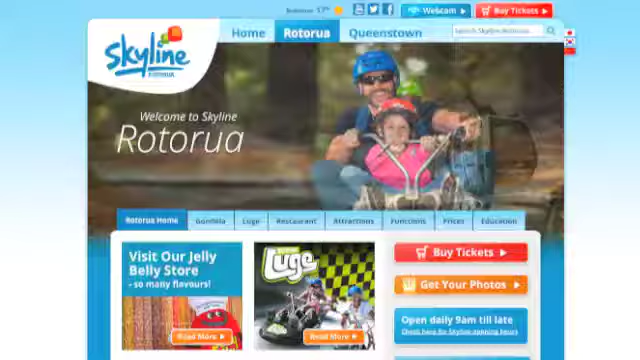 Rotorua 17°
Webcam
Buy Tickets
Skyline
ROTORUA
Home
Rotorua
Queenstown
Search Skyline Rotorua
Welcome to Skyline
Rotorua
Rotorua Home
Gondola
Luge
Restaurant
Attractions
Functions
Prices
Education
Visit Our Jelly
Belly Store
- so many flavours!
Read More
Luge
Read More
Buy Tickets
Get Your Photos
Open daily 9am till late
Check here for Skyline opening hours